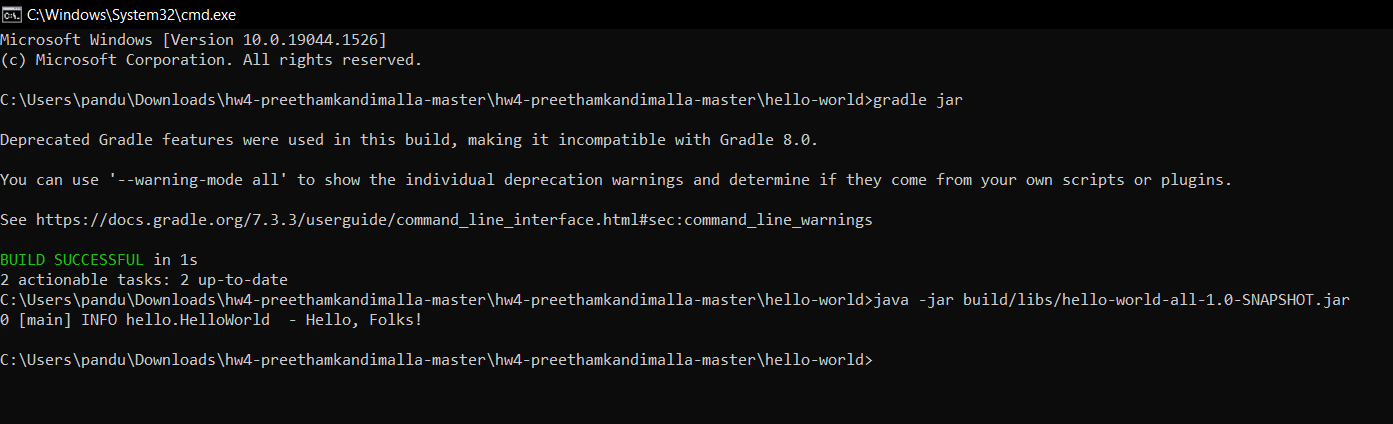 C:\Windows\System32\cmd.exe
Microsoft Windows [Version 10.0.19044.1526]
(c) Microsoft Corporation. All rights reserved.
C:\Users\pandu\Downloads\hw4-preethamkandimalla-master\hw4-preethamkandimalla-master\hello-world>gradle jar
Deprecated Gradle features were used in this build, making it incompatible with Gradle 8.0.
You can use '--warning-mode all' to show the individual deprecation warnings and determine if they come from your own scripts or plugins.
See https://docs.gradle.org/7.3.3/userguide/command_line_interface.html#sec:command_line_warnings
BUILD SUCCESSFUL in 1s
2 actionable tasks: 2 up-to-date
C:\Users\pandu\Downloads\hw4-preethamkandimalla-master\hw4-preethamkandimalla-master\hello-world>java -jar build/libs/hello-world-all-1.0-SNAPSHOT.jar
0 [main] INFO hello.HelloWorld  - Hello, Folks!
C:\Users\pandu\Downloads\hw4-preethamkandimalla-master\hw4-preethamkandimalla-master\hello-world>